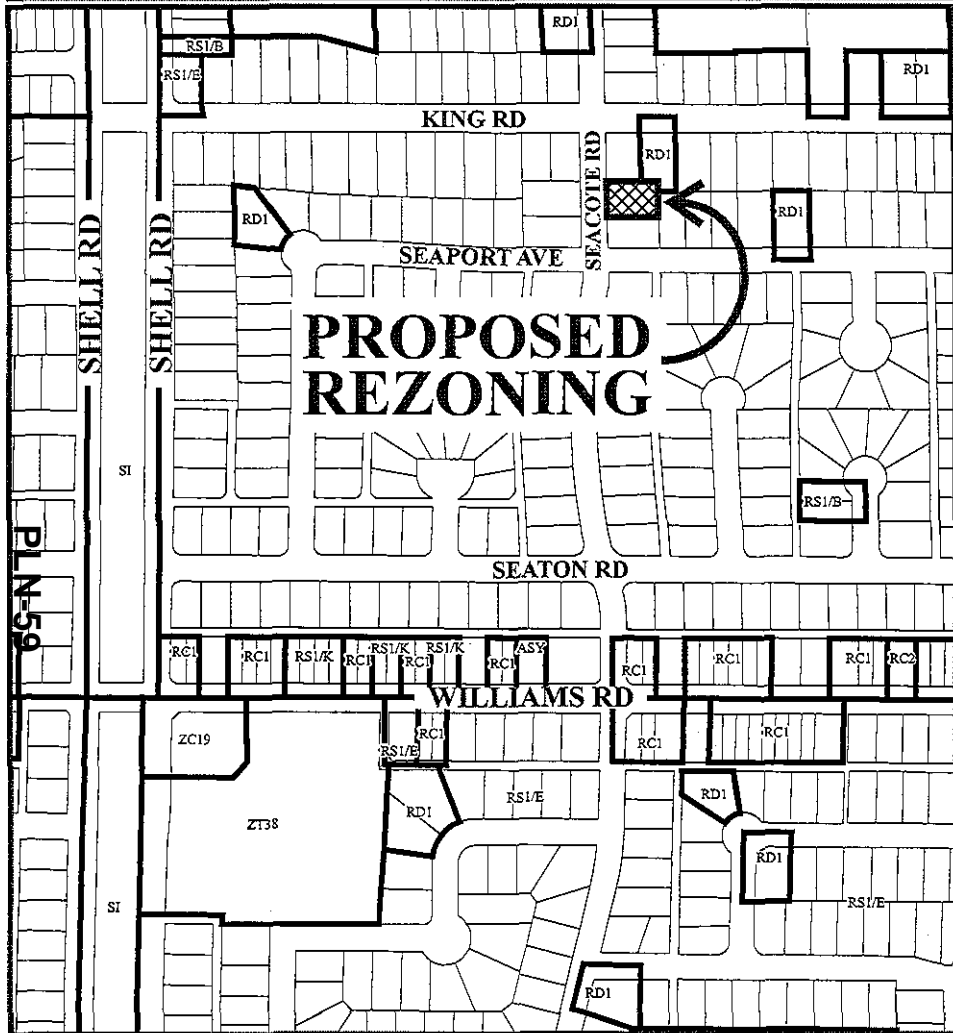 RD1
RS1/B
RS1/E
RD1
KING RD
SEACOTE RD
RD1
RD1
RD1
SHELL RD
SHELL RD
SEAPORT AVE
PROPOSED
REZONING
SI
RS1/B
PLN-59
SEATON RD
RC1
RC1
RS1/K
RC1
RS1/K
RC1
RS1/K
RC1
ASY
RC1
RC1
RC1
RC2
WILLIAMS RD
ZC19
RS1/E
RC1
RC1
RC1
ZT38
RD1
RS1/E
RD1
RD1
SI
RS1/E
RD1